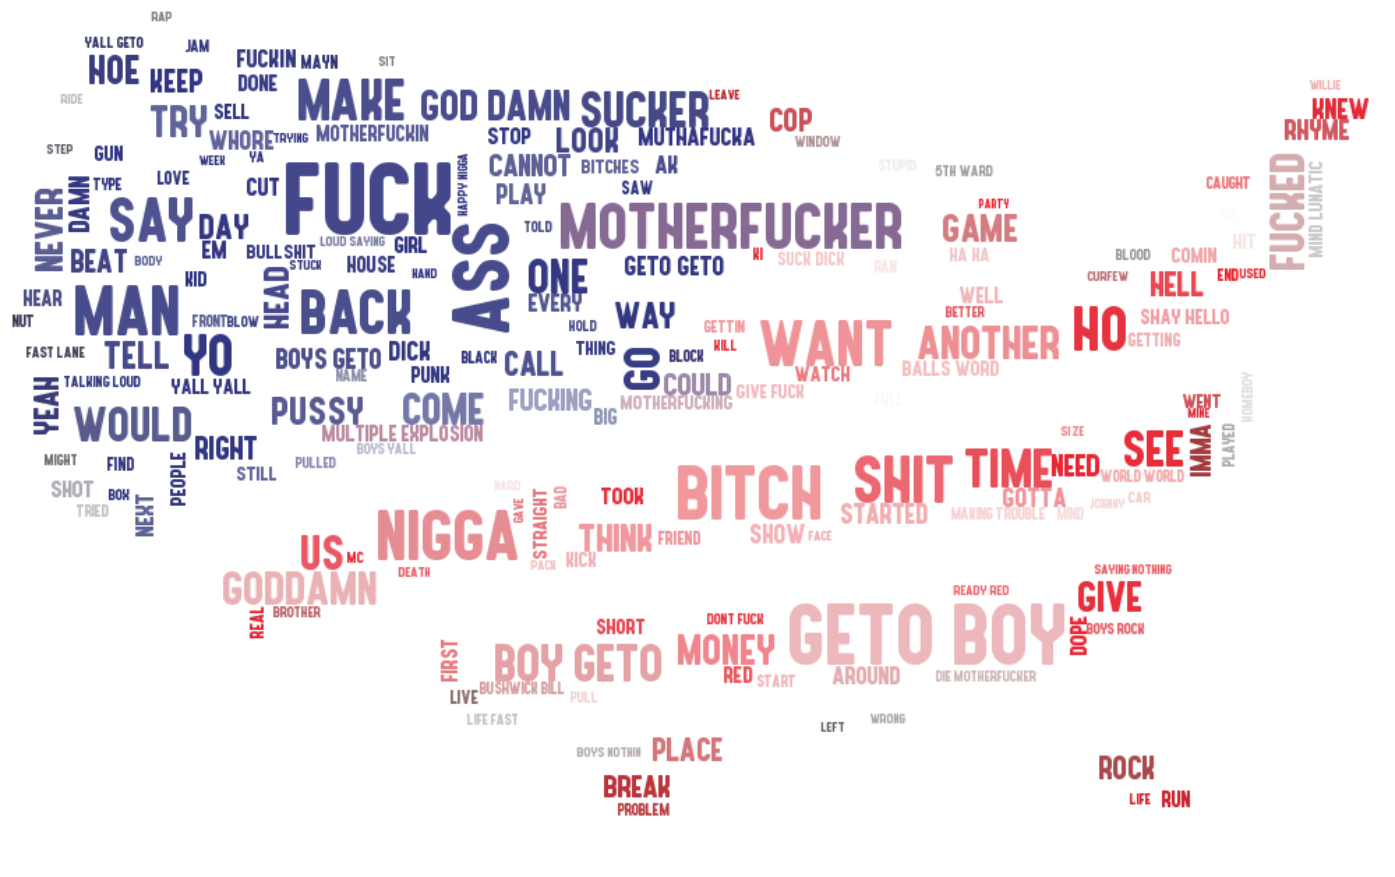 RAP
YALL GETO
JAM
HOE
KEEP
FUCKIN
MAYN
SIT
DONE
RIDE
MAKE
GOD DAMN
SUCKER
LEAVE
COP
WILLIE
KNEW
RHYME
TRY
SELL
WHORE
TRYING
MOTHERFUCKIN
STOP
LOOK
MUTHAFUCKA
WINDOW
STEP
GUN
WEEK
YA
CANNOT
BITCHES
AK
STUPID
5TH WARD
FUCKED
MIND LUNATIC
NEVER
DAMN
TYPE
LOVE
CUT
FUCK
HAPPY NIGGA
PLAY
SAW
CAUGHT
SAY
DAY
TOLD
MOTHERFUCKER
PARTY
GAME
HIT
EM
BULL SHIT
LOUD SAYING
GIRL
ASS
KI
SUCK DICK
HA HA
BLOOD
COMIN
BEAT
BODY
STUCK
HOUSE
HAND
ONE
GETO GETO
RAN
CURFEW
HELL
END
USED
KID
HEAD
HEAR
MAN
BACK
EVERY
WELL
BETTER
NUT
FRONT
BLOW
HOLD
WAY
GETTIN
WANT
ANOTHER
HO
SHAY HELLO
GETTING
FAST LANE
TELL
YO
BOYS GETO
DICK
BLACK
CALL
THING
GO
BLOCK
KILL
WATCH
BALLS WORD
YEAH
TALKING LOUD
YALL YALL
NAME
PUNK
COULD
GIVE FUCK
HOMEBOY
WOULD
PUSSY
COME
FUCKING
BIG
MOTHERFUCKING
FULL
WENT
MINE
MULTIPLE EXPLOSION
SIZE
SEE
IMMA
PLAYED
RIGHT
BOYS YALL
MIGHT
FIND
PEOPLE
STILL
PULLED
BITCH
SHIT
TIME
NEED
WORLD WORLD
SHOT
BOX
NEXT
HARD
GAVE
STRAIGHT
BAD
TOOK
GOTTA
JOHNNY
CAR
TRIED
NIGGA
STARTED
MAKING TROUBLE
MIND
US
MC
THINK
FRIEND
SHOW
FACE
PACK
KICK
DEATH
SAYING NOTHING
GODDAMN
READY RED
GIVE
REAL
BROTHER
SHORT
DONT FUCK
GETO BOY
DOPE
BOYS ROCK
FIRST
BOY GETO
MONEY
RED
START
AROUND
DIE MOTHERFUCKER
LIVE
BUSHWICK BILL
PULL
LIFE FAST
LEFT
WRONG
BOYS NOTHIN
PLACE
ROCK
BREAK
PROBLEM
LIFE
RUN